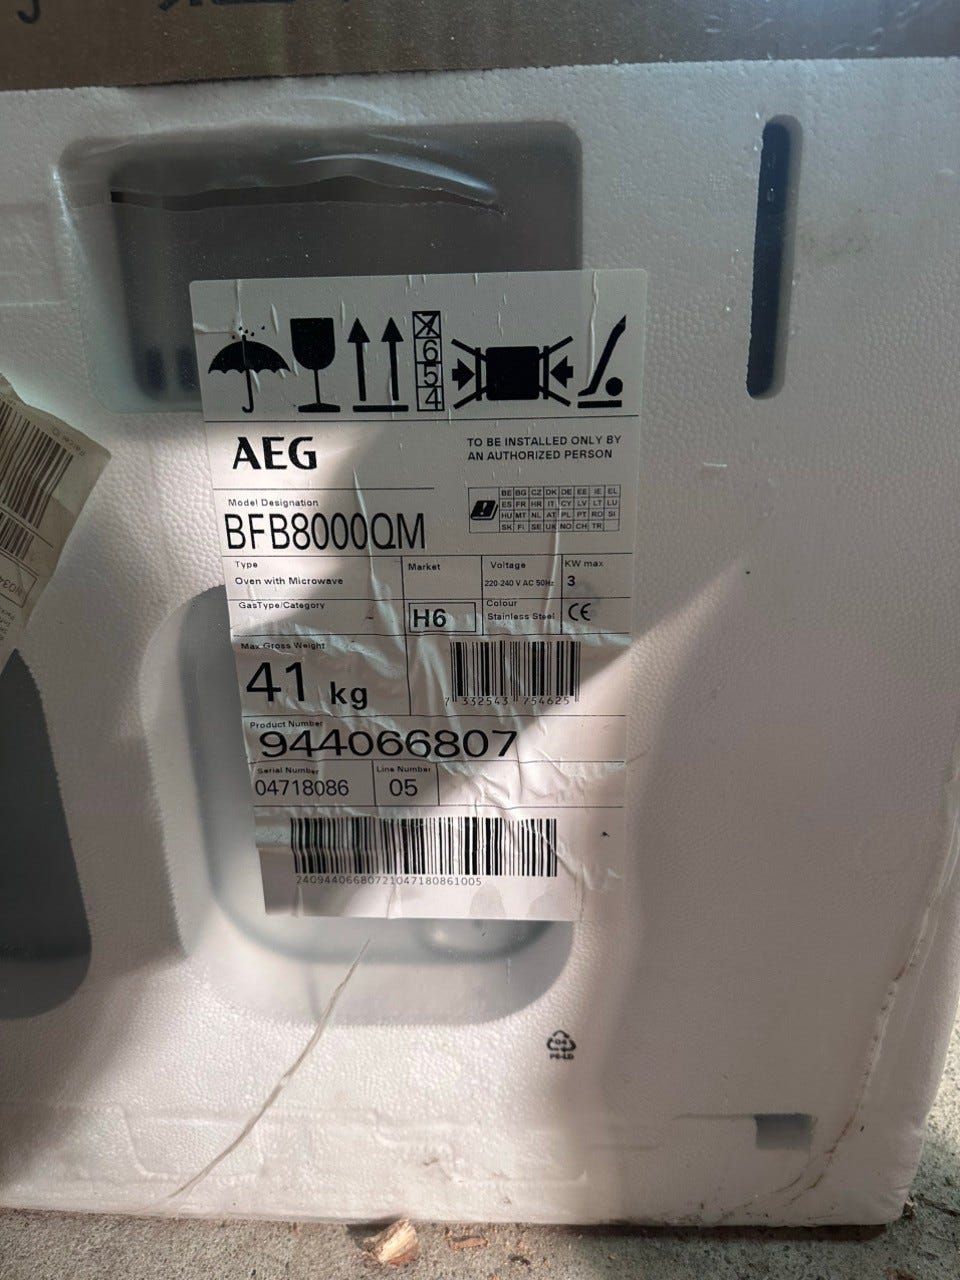 7
6
5
4
AEG
TO BE INSTALLED ONLY BY
AN AUTHORIZED PERSON
BE BG CZ DK DE EE IE EL
ES FR HR IT CY LV LT LU
HU MT NL AT PL PT RO SI
SK FI SE UK NO CH TR
Model Designation
BFB8000QM
Type
Oven with Microwave
Market
Voltage
220-240 V AC 50Hz
KW max
3
GasType/Category
H6
Colour
Stainless Steel
CE
Max Gross Weight
41 kg
7 332543 754625
Product Number
944066807
Serial Number
04718086
Line Number
05
24094406680721047180861005
PS-LD